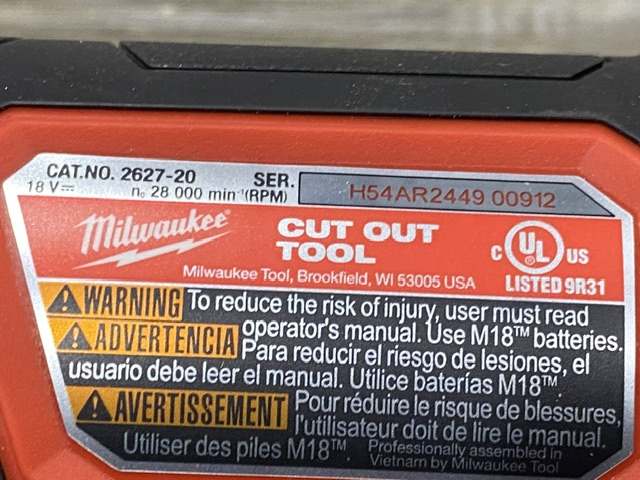 CAT.NO. 2627-20 SER. H54AR2449 00912
18 V⎓ n₀ 28 000 min⁻¹(RPM)
Milwaukee
CUT OUT
TOOL
Milwaukee Tool, Brookfield, WI 53005 USA
C UL US
LISTED 9R31
WARNING To reduce the risk of injury, user must read
operator's manual. Use M18™ batteries.
ADVERTENCIA Para reducir el riesgo de lesiones, el
usuario debe leer el manual. Utilice baterías M18™.
AVERTISSEMENT Pour réduire le risque de blessures,
l'utilisateur doit de lire le manual.
Utiliser des piles M18™. Professionally assembled in
Vietnam by Milwaukee Tool